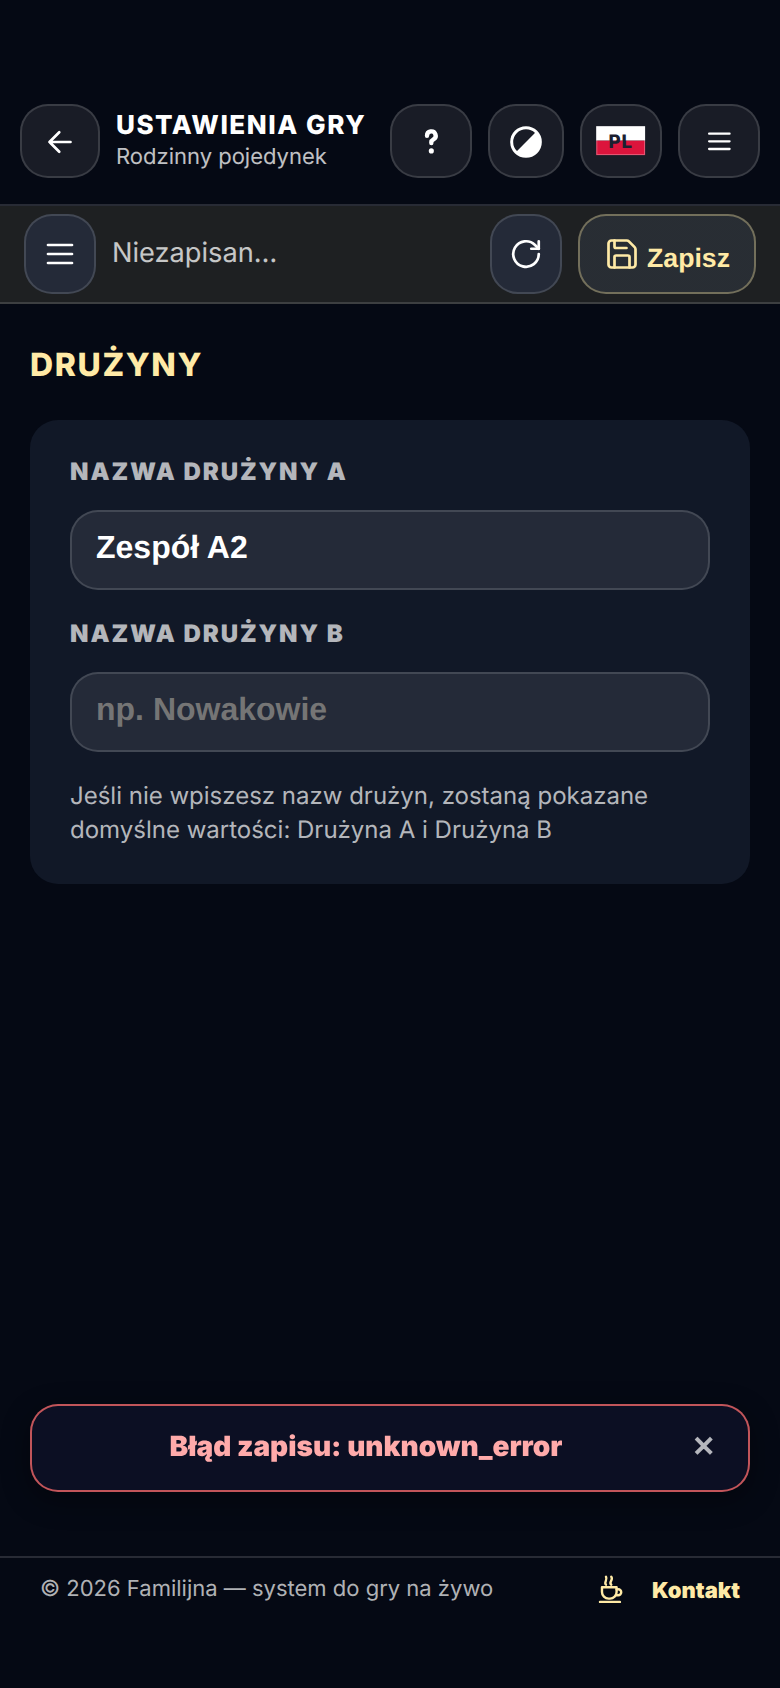 USTAWIENIA GRY
Rodzinny pojedynek
?
PL
Niezapisan...
Zapisz
DRUŻYNY
NAZWA DRUŻYNY A
Zespół A2
NAZWA DRUŻYNY B
np. Nowakowie
Jeśli nie wpiszesz nazw drużyn, zostaną pokazane
domyślne wartości: Drużyna A i Drużyna B
Błąd zapisu: unknown_error
© 2026 Familijna — system do gry na żywo
Kontakt